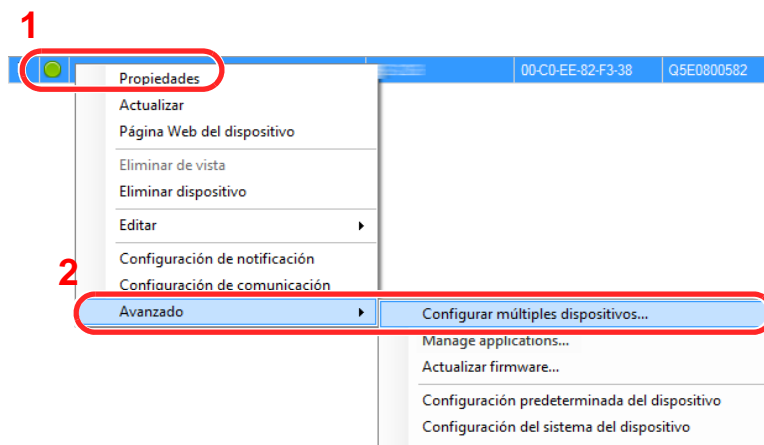 1
00-C0-EE-82-F3-38 Q5E0800582
Propiedades
Actualizar
Página Web del dispositivo
Eliminar de vista
Eliminar dispositivo
Editar
Configuración de notificación
2
Configuración de comunicación
Avanzado
Configurar múltiples dispositivos...
Manage applications...
Actualizar firmware...
Configuración predeterminada del dispositivo
Configuración del sistema del dispositivo